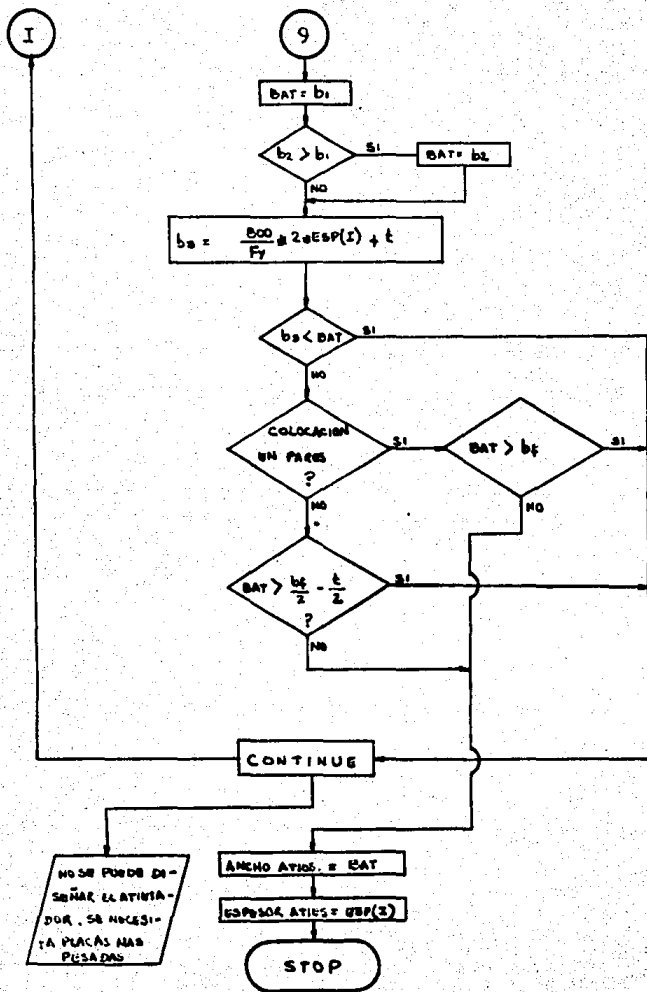 I
9
BAT = b1
b2 > b1
SI
BAT = b2
NO
b3 = 800/Fy * 2*ESP(I) + t
b3 < BAT
SI
NO
COLOCACION
EN PARES
?
SI
BAT > bf
SI
NO
NO
BAT > bf/2 - t/2
?
SI
NO
CONTINUE
NO SE PUEDE DI-
SEÑAR EL ATIESA-
DOR, SE NECESI-
TA PLACAS MAS
PESADAS
ANCHO ATIES. = BAT
ESPESOR ATIES = ESP(I)
STOP